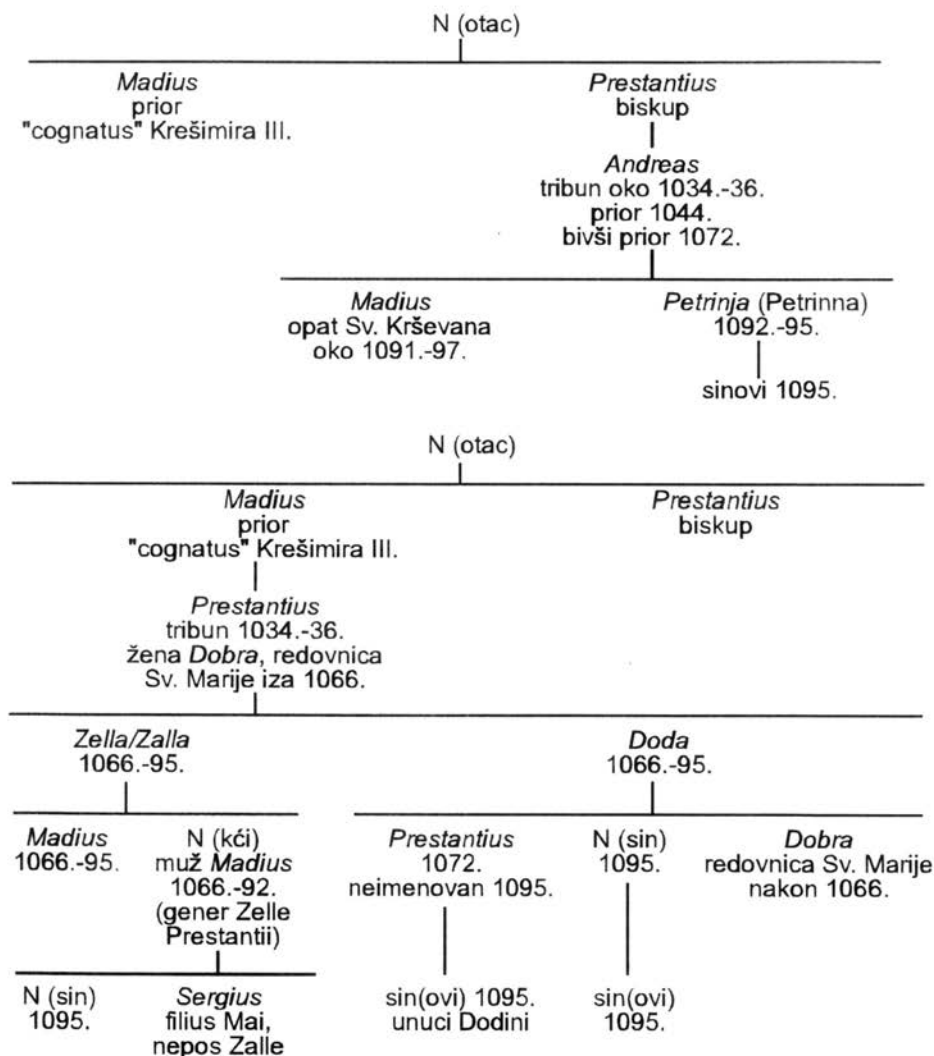 N (otac)
Madius
prior
"cognatus" Krešimira III.
Prestantius
biskup
Andreas
tribun oko 1034.-36.
prior 1044.
bivši prior 1072.
Madius
opat Sv. Krševana
oko 1091.-97.
Petrinja (Petrinna)
1092.-95.
sinovi 1095.
N (otac)
Madius
prior
"cognatus" Krešimira III.
Prestantius
biskup
Prestantius
tribun 1034.-36.
žena Dobra, redovnica
Sv. Marije iza 1066.
Zella/Zalla
1066.-95.
Doda
1066.-95.
Madius
1066.-95.
N (kći)
muž Madius
1066.-92.
(gener Zelle
Prestantii)
Prestantius
1072.
neimenovan 1095.
N (sin)
1095.
Dobra
redovnica Sv. Marije
nakon 1066.
N (sin)
1095.
Sergius
filius Mai,
nepos Zalle
sin(ovi) 1095.
unuci Dodini
sin(ovi)
1095.